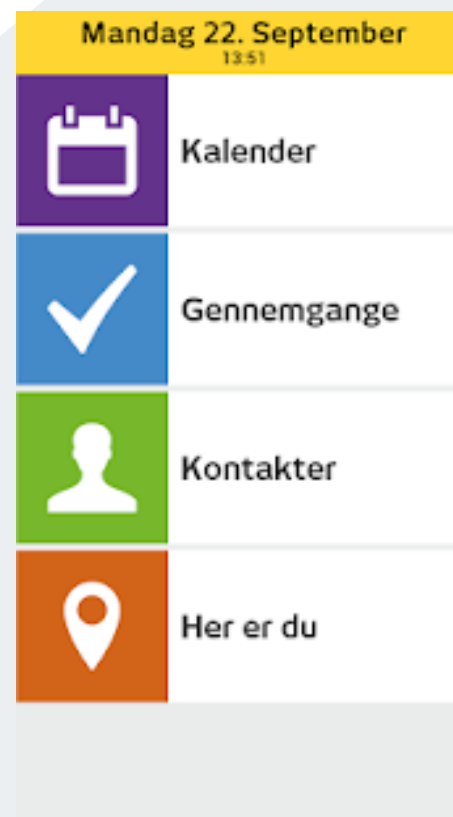 Mandag 22. September
13:51
Kalender
Gennemgange
Kontakter
Her er du